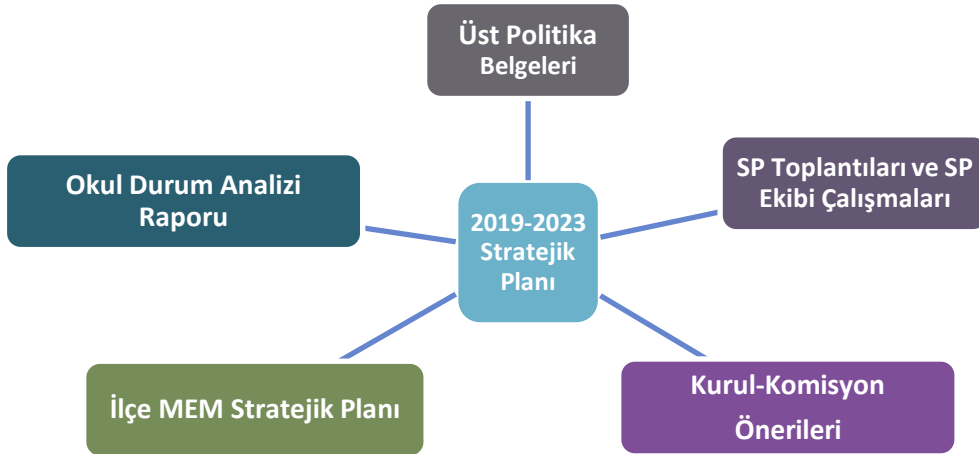 Üst Politika
Belgeleri
Okul Durum Analizi
Raporu
SP Toplantıları ve SP
Ekibi Çalışmaları
2019-2023
Stratejik
Planı
İlçe MEM Stratejik Planı
Kurul-Komisyon
Önerileri